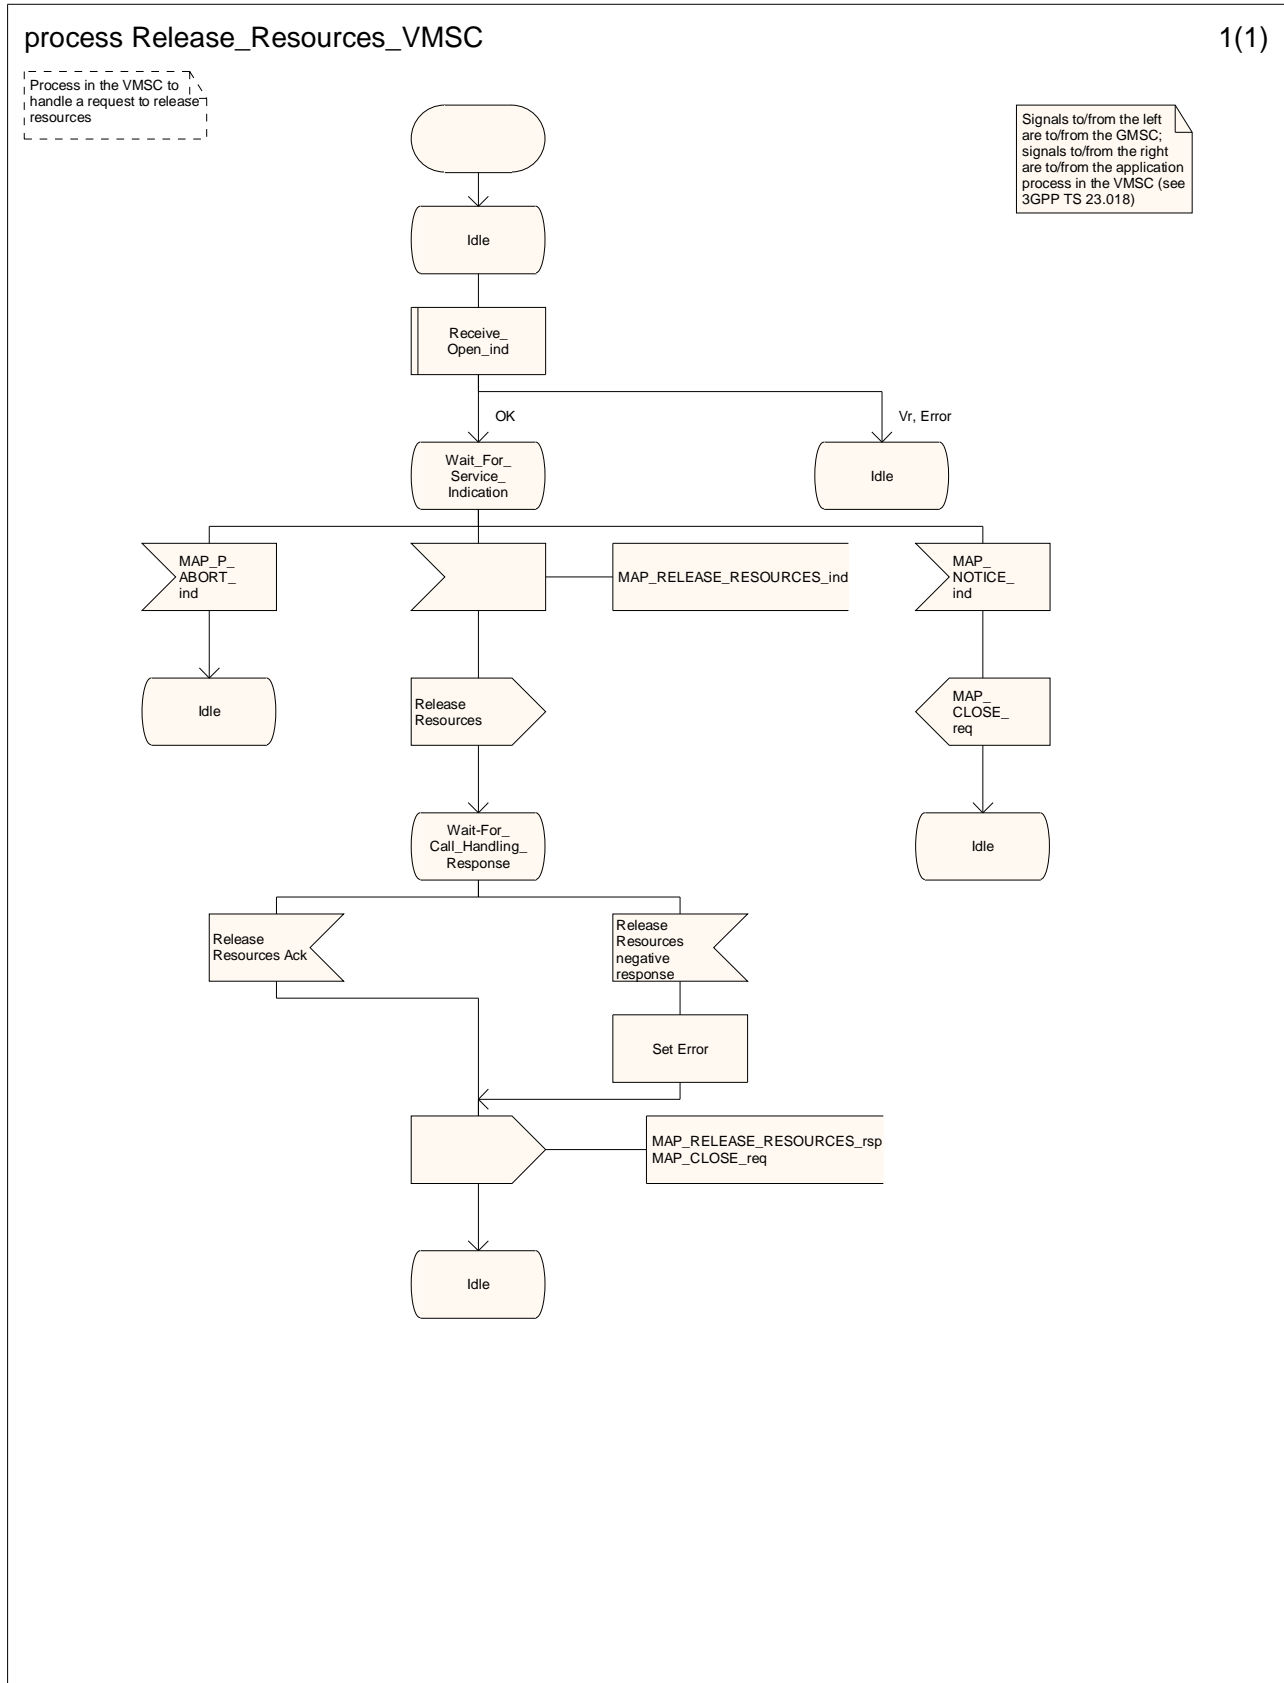 process Release_Resources_VMSC
1(1)
Process in the VMSC to
handle a request to release
resources
Signals to/from the left
are to/from the GMSC;
signals to/from the right
are to/from the application
process in the VMSC (see
3GPP TS 23.018)
Idle
Receive_
Open_ind
OK
Vr, Error
Wait_For_
Service_
Indication
Idle
MAP_P_
ABORT_
ind
MAP_RELEASE_RESOURCES_ind
MAP_
NOTICE_
ind
Idle
Release
Resources
MAP_
CLOSE_
req
Wait-For_
Call_Handling_
Response
Idle
Release
Resources Ack
Release
Resources
negative
response
Set Error
MAP_RELEASE_RESOURCES_rsp
MAP_CLOSE_req
Idle